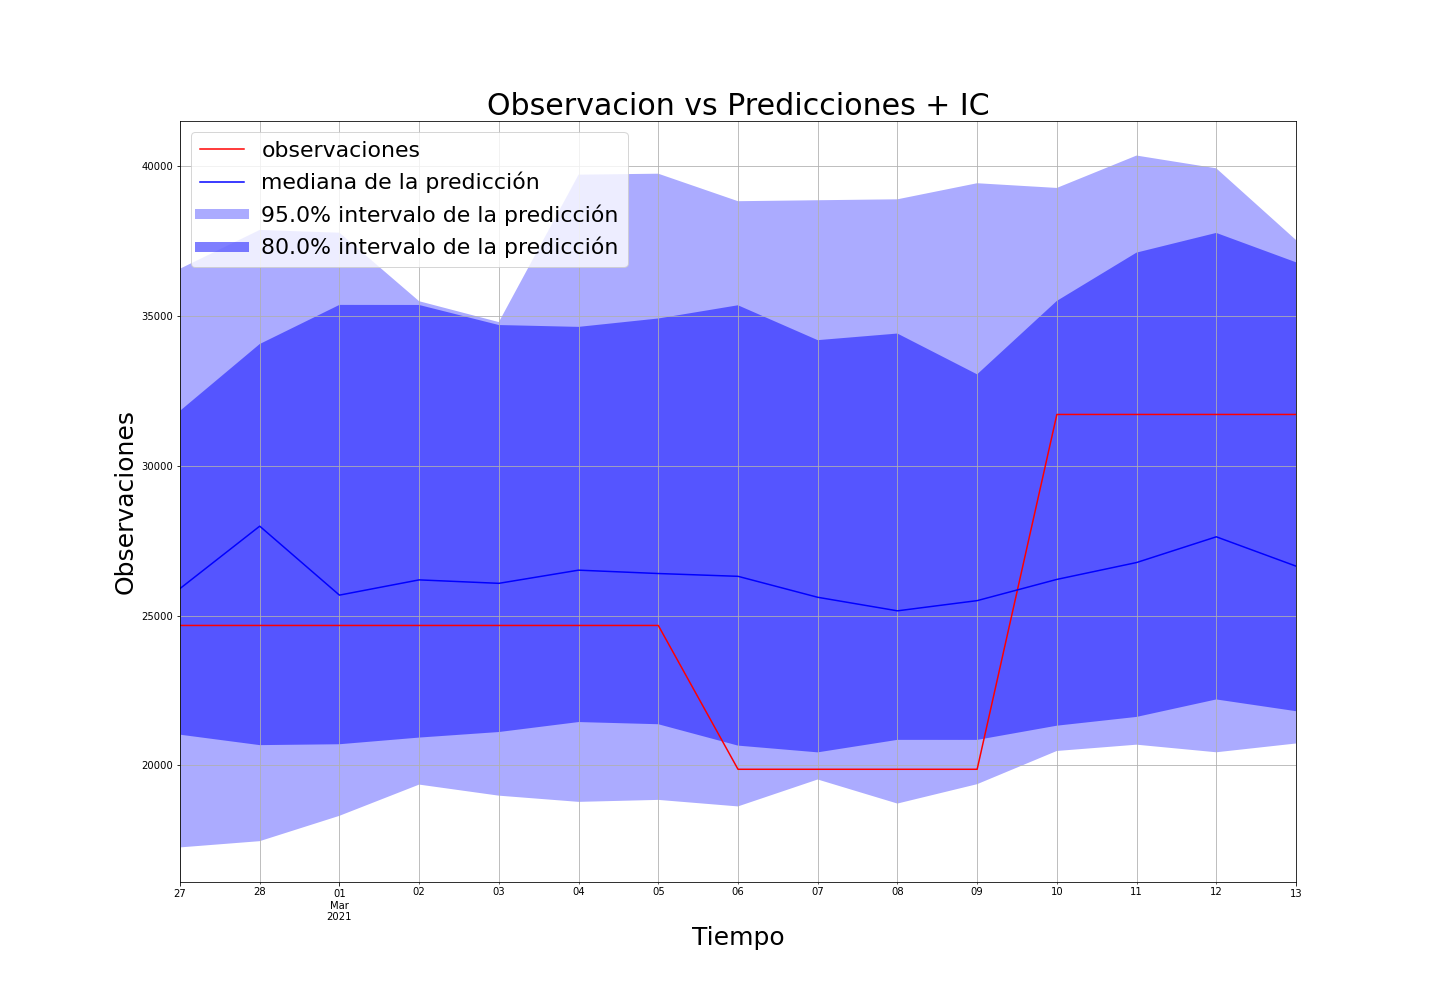 Observacion vs Predicciones + IC
observaciones
mediana de la predicción
95.0% intervalo de la predicción
80.0% intervalo de la predicción
Observaciones
40000
35000
30000
25000
20000
27 28 01 02 03 04 05 06 07 08 09 10 11 12 13
Mar
2021
Tiempo